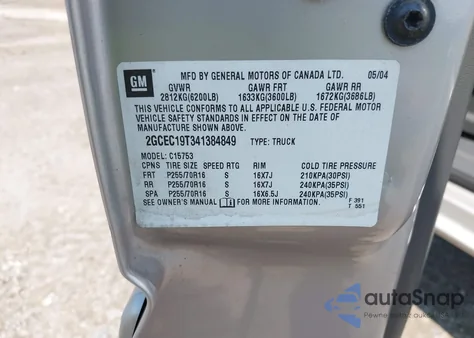 GM
MFD BY GENERAL MOTORS OF CANADA LTD. 05/04
GVWR GAWR FRT GAWR RR
2812KG(6200LB) 1633KG(3600LB) 1672KG(3686LB)
THIS VEHICLE CONFORMS TO ALL APPLICABLE U.S. FEDERAL MOTOR
VEHICLE SAFETY STANDARDS IN EFFECT ON THE DATE OF
MANUFACTURE SHOWN ABOVE.
2GCEC19T341384849 TYPE: TRUCK
MODEL: C15753
CPNS TIRE SIZE SPEED RTG RIM COLD TIRE PRESSURE
FRT P255/70R16 S 16X7J 210KPA(30PSI)
RR P255/70R16 S 16X7J 240KPA(35PSI)
SPA P255/70R16 S 16X6.5J 240KPA(35PSI)
SEE OWNER'S MANUAL FOR MORE INFORMATION.
F 391
T 551
autoSnap